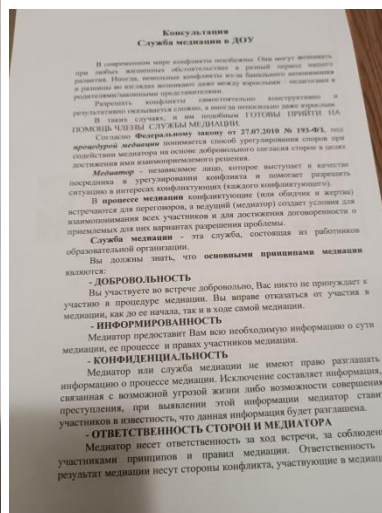 Консультация
Служба медиации в ДОУ
В современном мире конфликты неизбежны. Они могут возникать
при любых жизненных обстоятельствах в разный период нашего
развития. Иногда, невольные конфликты из-за банального непонимания
и разницы во взглядах возникают даже между взрослыми - педагогами и
родителями/законными представителями.
Разрешать конфликты самостоятельно конструктивно и
результативно оказывается сложно, а иногда непосильно даже взрослым.
В таких случаях, и им подобным ГОТОВЫ ПРИЙТИ НА
ПОМОЩЬ ЧЛЕНЫ СЛУЖБЫ МЕДИАЦИИ.
Согласно Федеральному закону от 27.07.2010 № 193-ФЗ, под
процедурой медиации понимается способ урегулирования споров при
содействии медиатора на основе добровольного согласия сторон в целях
достижения ими взаимоприемлемого решения.
Медиатор – независимое лицо, которое выступает в качестве
посредника в урегулировании конфликта и помогает разрешить
ситуацию в интересах конфликтующих (каждого конфликтующего).
В процессе медиации конфликтующие (или обидчик и жертва)
встречаются для переговоров, а ведущий (медиатор) создает условия для
взаимопонимания всех участников и для достижения договоренности о
приемлемых для них вариантах разрешения проблемы.
Служба медиации - эта служба, состоящая из работников
образовательной организации.
Вы должны знать, что основными принципами медиации
являются:
- ДОБРОВОЛЬНОСТЬ
Вы участвуете во встрече добровольно, Вас никто не принуждает к
участию в процедуре медиации. Вы вправе отказаться от участия в
медиации, как до ее начала, так и в ходе самой медиации.
- ИНФОРМИРОВАННОСТЬ
Медиатор предоставит Вам всю необходимую информацию о сути
медиации, ее процессе и правах участников медиации.
- КОНФИДЕНЦИАЛЬНОСТЬ
Медиатор или служба медиации не имеют право разглашать
информацию о процессе медиации. Исключение составляет информация,
связанная с возможной угрозой жизни либо возможности совершения
преступления, при выявлении этой информации медиатор стави
участников в известность, что данная информация будет разглашена.
- ОТВЕТСТВЕННОСТЬ СТОРОН И МЕДИАТОРА
Медиатор несет ответственность за ход встречи, за соблюден
участниками принципов и правил медиации. Ответственность
результат медиации несут стороны конфликта, участвующие в медиац